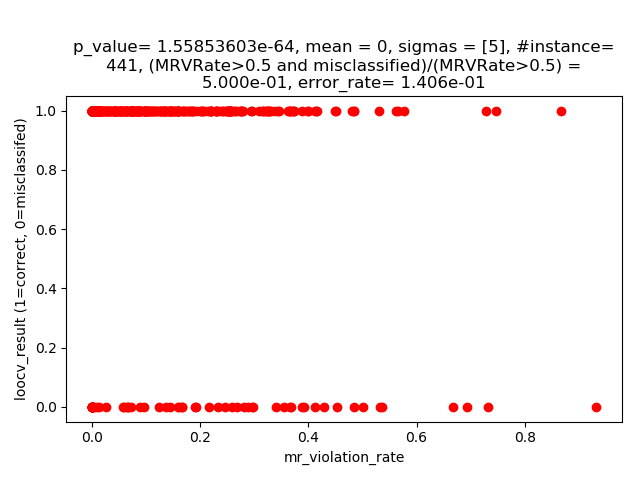 p_value= 1.55853603e-64, mean = 0, sigmas = [5], #instance=
441, (MRVRate>0.5 and misclassified)/(MRVRate>0.5) =
5.000e-01, error_rate= 1.406e-01
1.0
0.8
0.6
0.4
0.2
0.0
loocv_result (1=correct, 0=misclassifed)
0.0 0.2 0.4 0.6 0.8
mr_violation_rate